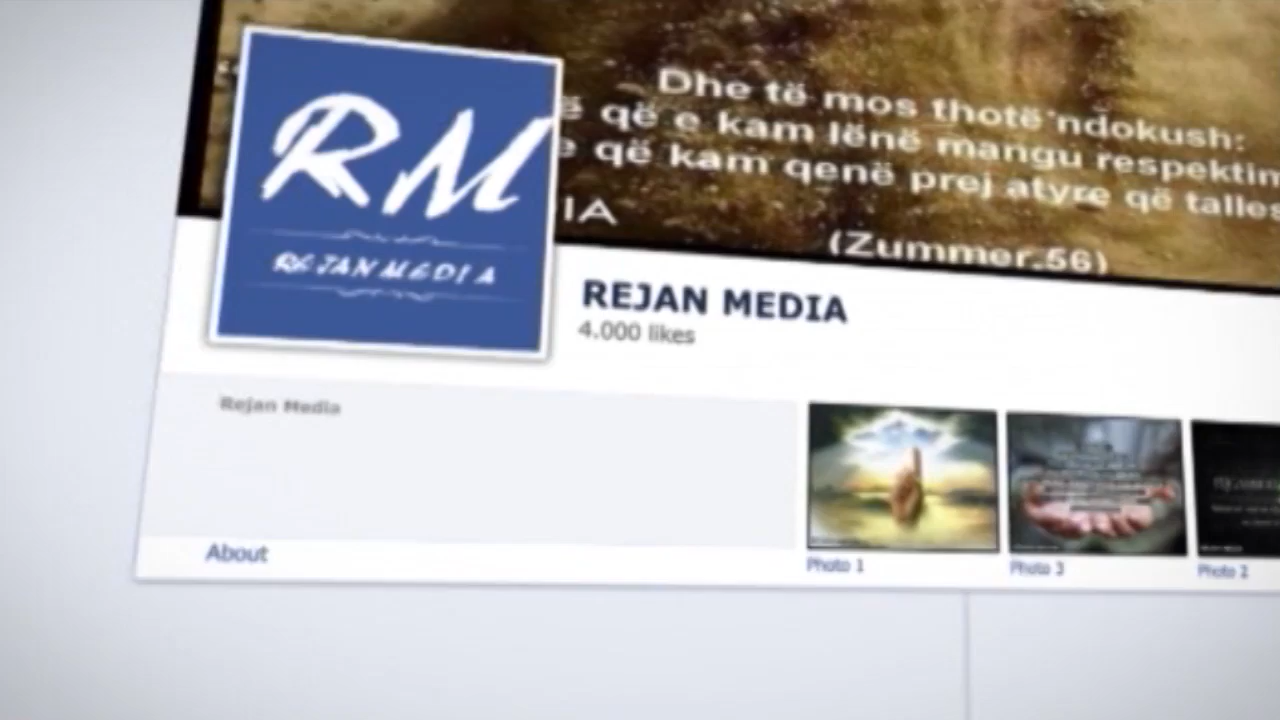 Dhe të mos thotë ndokush:
që e kam lënë mangu respektim
që kam qenë prej atyre që talles
IA
(Zummer.56)
RM
REJAN MEDIA
REJAN MEDIA
4.000 likes
Rejan Media
About
Photo 1
Photo 3
Photo 2